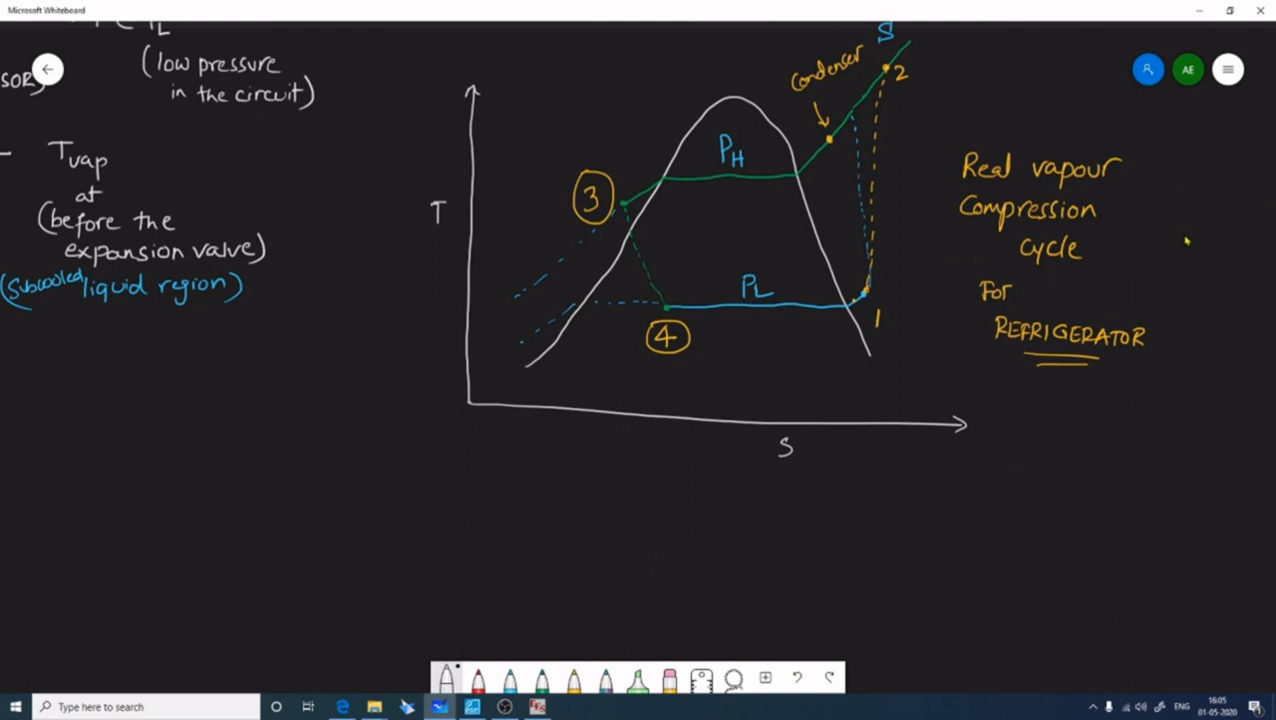 Microsoft Whiteboard
(low pressure
in the circuit)
SOR)
- Tvap
at
(before the
expansion valve)
(Subcooled liquid region)
T
S
PH
PL
Condenser
S
1
2
3
4
Real vapour
Compression
cycle
For
REFRIGERATOR
AE
Type here to search
ENG
16:05
01-05-2020